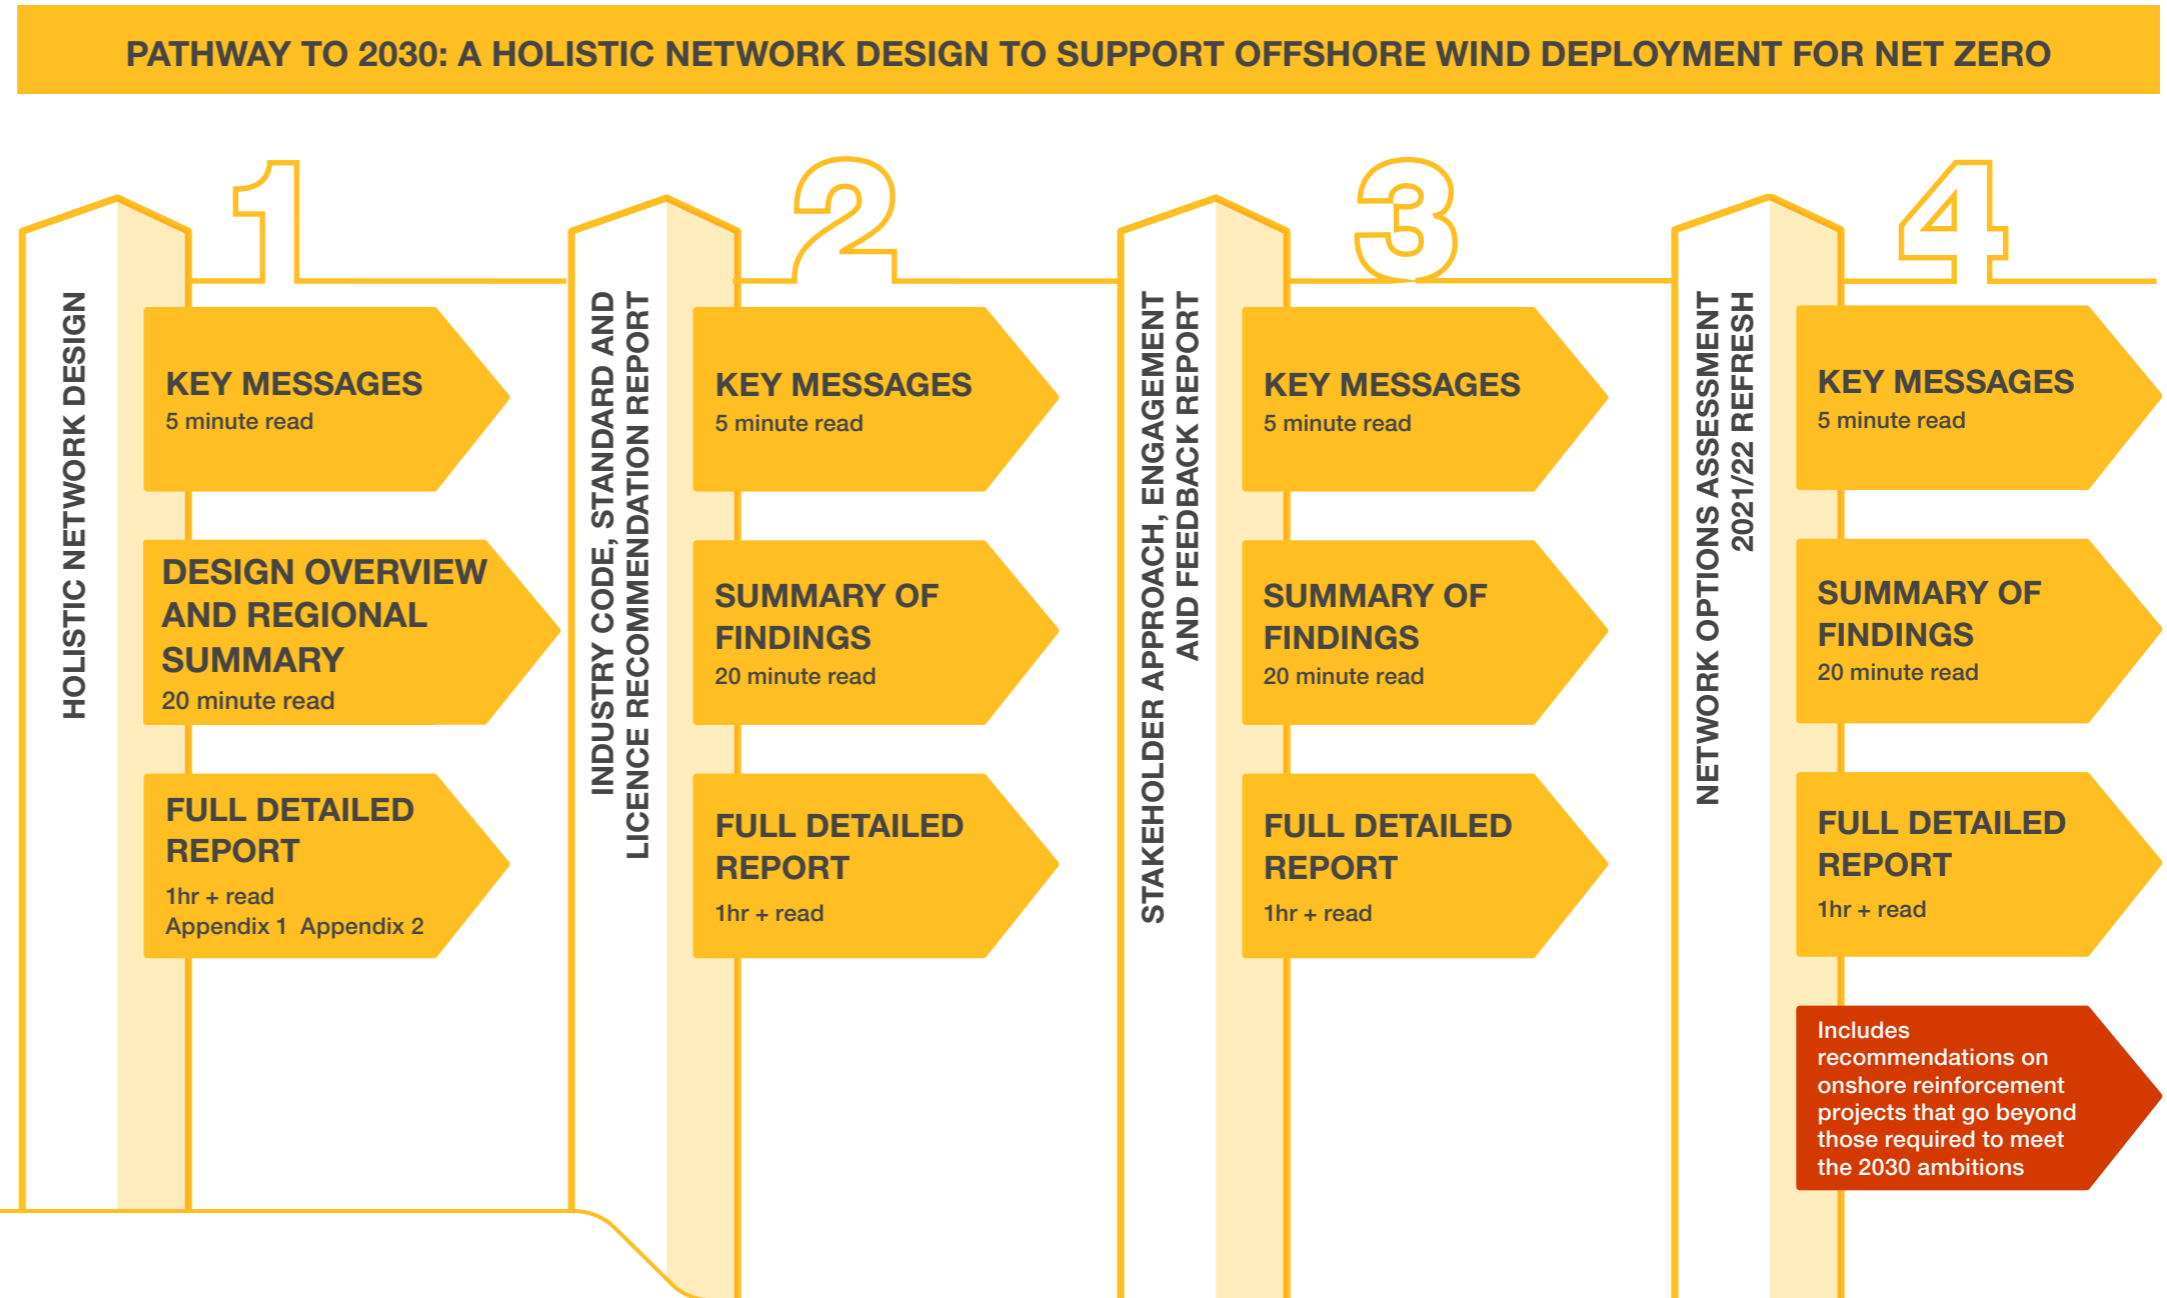 PATHWAY TO 2030: A HOLISTIC NETWORK DESIGN TO SUPPORT OFFSHORE WIND DEPLOYMENT FOR NET ZERO
1
HOLISTIC NETWORK DESIGN
KEY MESSAGES
5 minute read
DESIGN OVERVIEW
AND REGIONAL
SUMMARY
20 minute read
FULL DETAILED
REPORT
1hr + read
Appendix 1 Appendix 2
2
INDUSTRY CODE, STANDARD AND
LICENCE RECOMMENDATION REPORT
KEY MESSAGES
5 minute read
SUMMARY OF
FINDINGS
20 minute read
FULL DETAILED
REPORT
1hr + read
3
STAKEHOLDER APPROACH, ENGAGEMENT
AND FEEDBACK REPORT
KEY MESSAGES
5 minute read
SUMMARY OF
FINDINGS
20 minute read
FULL DETAILED
REPORT
1hr + read
4
NETWORK OPTIONS ASSESSMENT
2021/22 REFRESH
KEY MESSAGES
5 minute read
SUMMARY OF
FINDINGS
20 minute read
FULL DETAILED
REPORT
1hr + read
Includes
recommendations on
onshore reinforcement
projects that go beyond
those required to meet
the 2030 ambitions